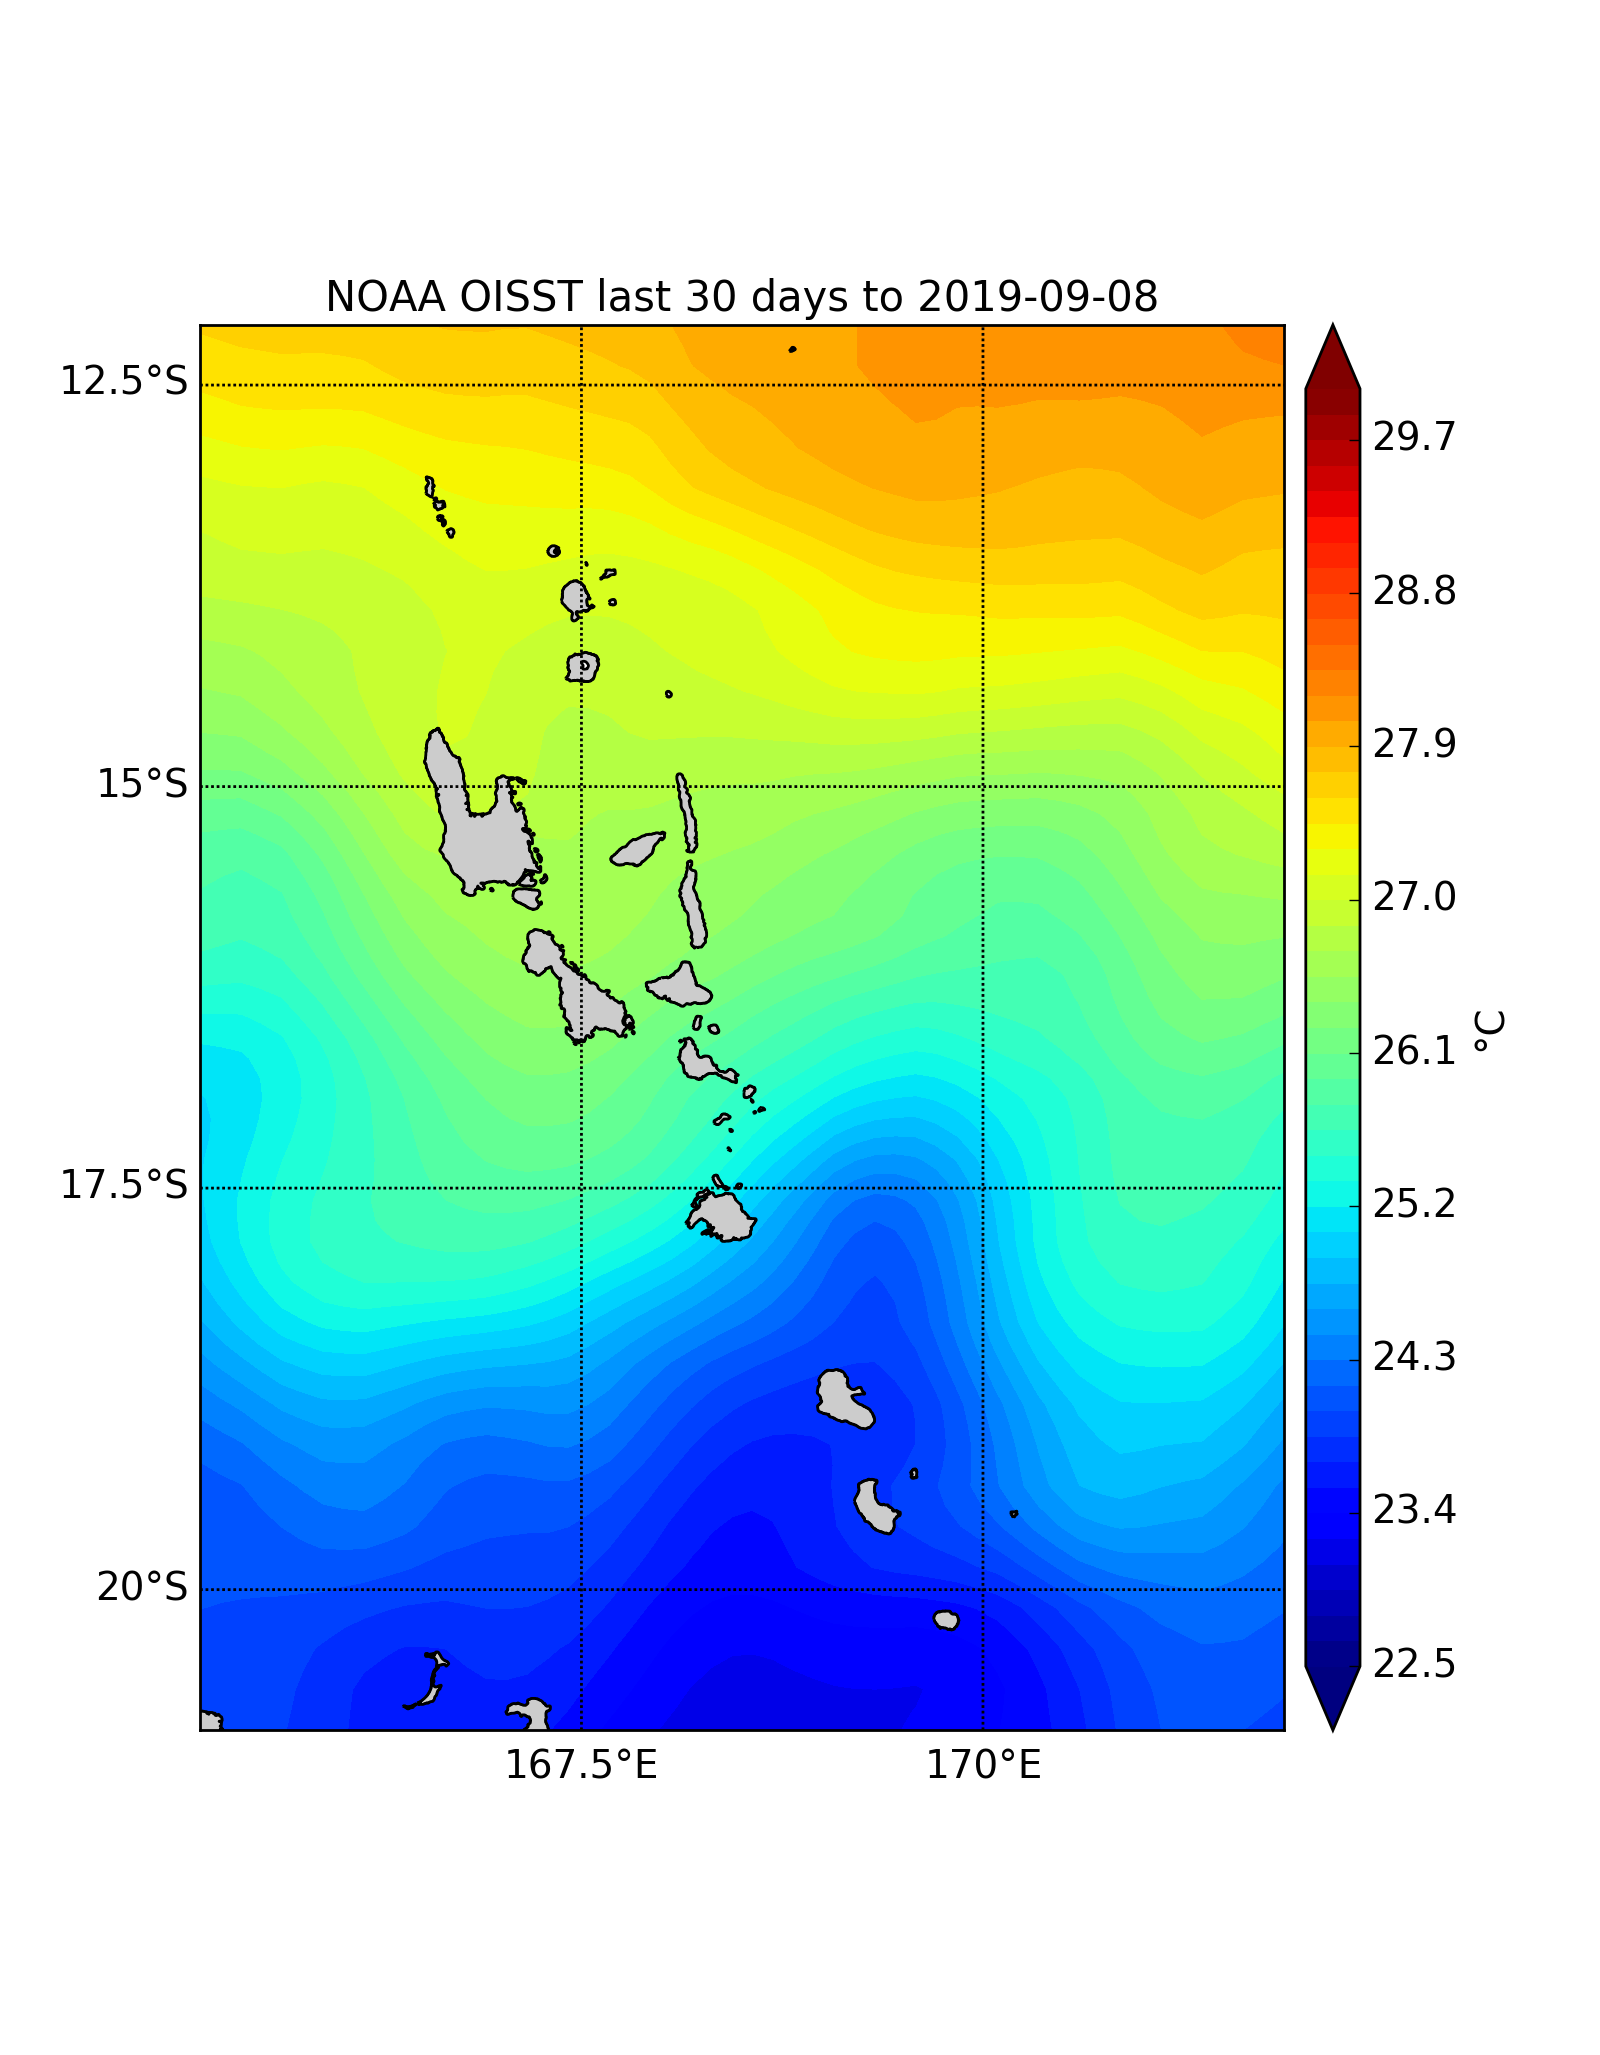 NOAA OISST last 30 days to 2019-09-08
12.5°S
15°S
17.5°S
20°S
167.5°E
170°E
29.7
28.8
27.9
27.0
26.1
25.2
24.3
23.4
22.5
°C